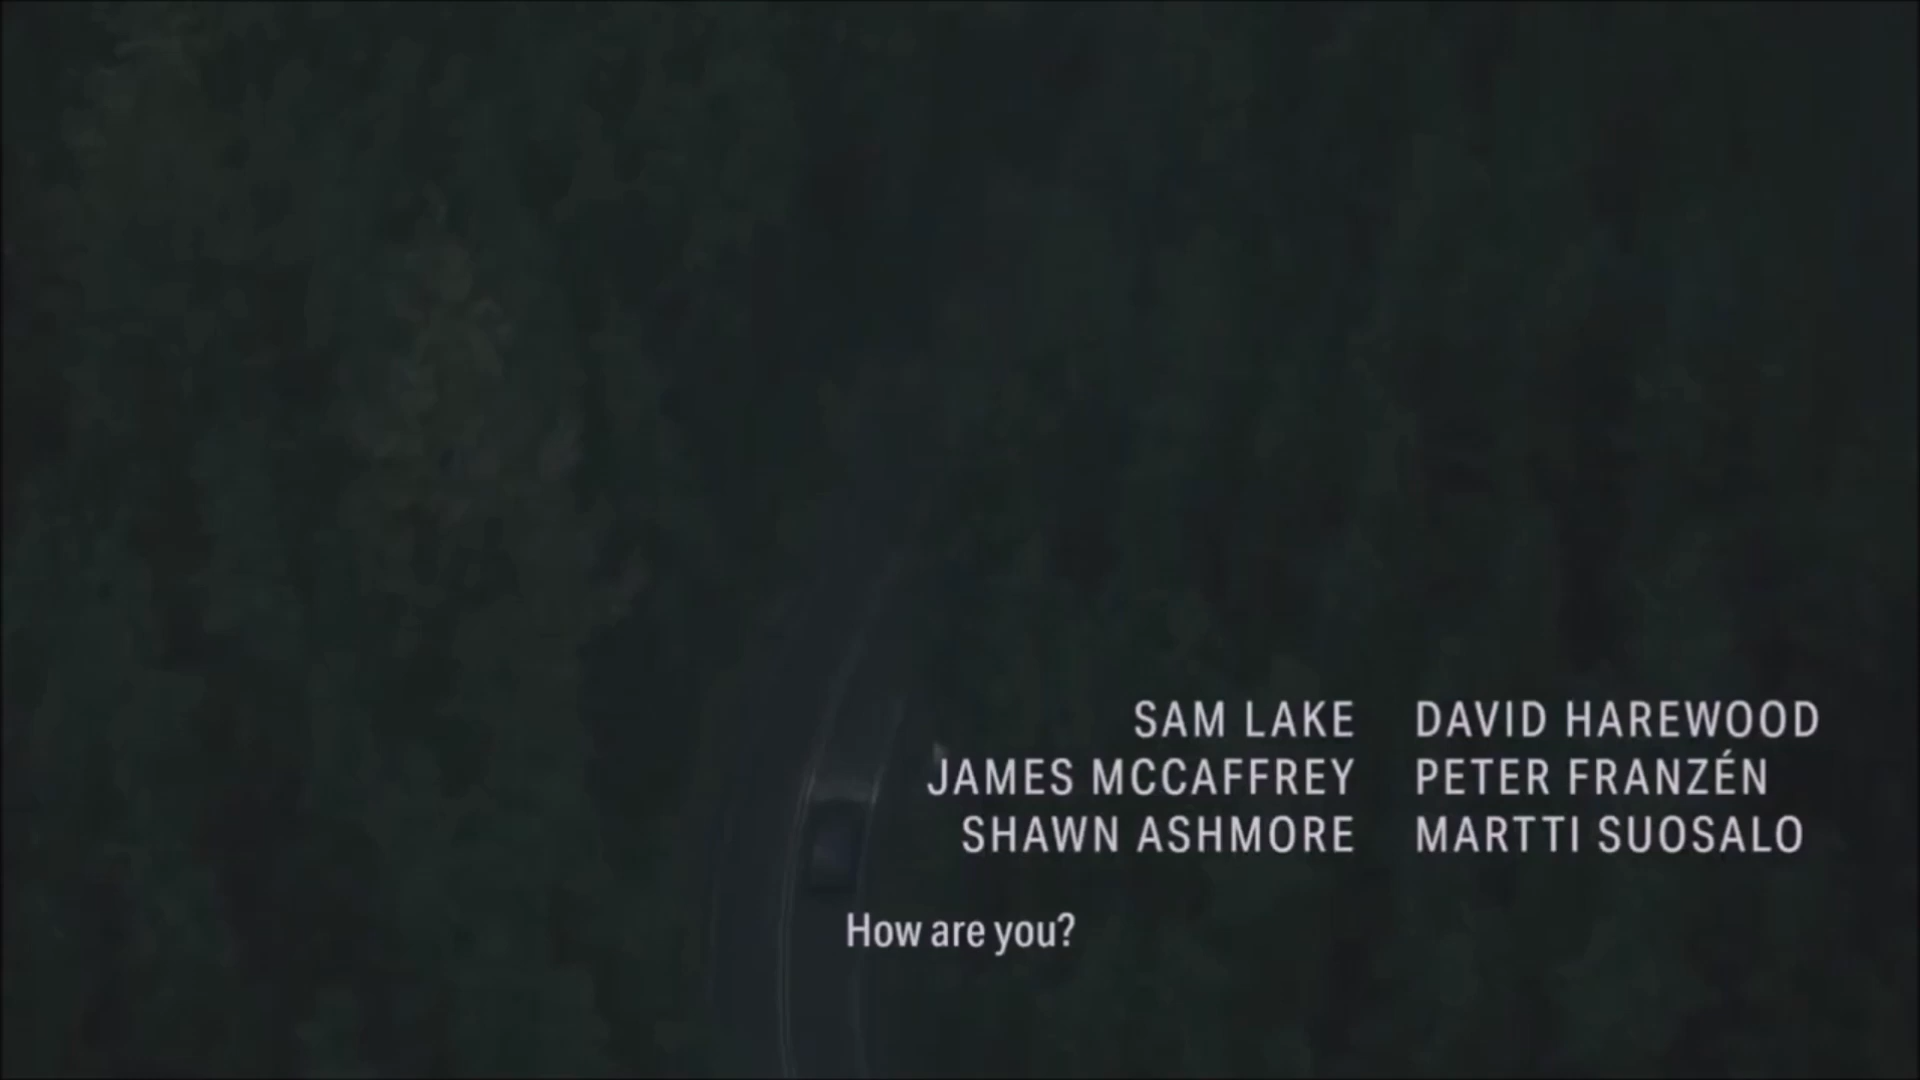 SAM LAKE DAVID HAREWOOD
JAMES MCCAFFREY PETER FRANZÉN
SHAWN ASHMORE MARTTI SUOSALO
How are you?